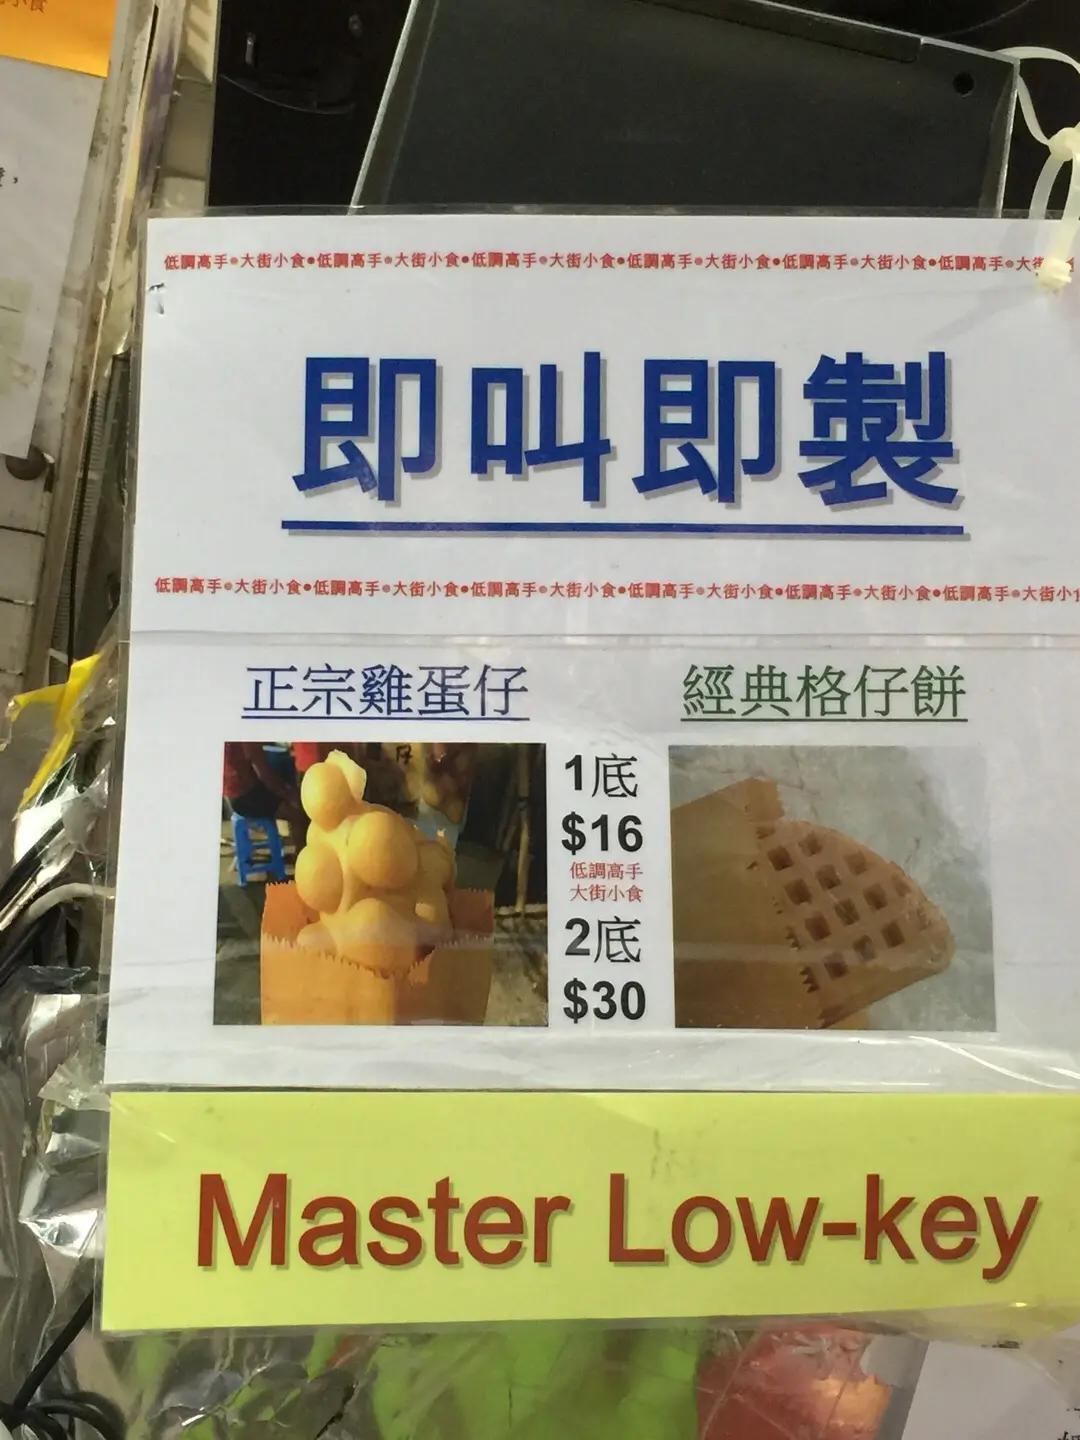 小食
低調高手•大街小食•低調高手•大街小食•低調高手•大街小食•低調高手•大街小食•低調高手•大街小食•低調高手•大街
即叫即製
低調高手•大街小食•低調高手•大街小食•低調高手•大街小食•低調高手•大街小食•低調高手•大街小食•低調高手•大街小
正宗雞蛋仔
經典格仔餅
仔
1底
$16
低調高手
大街小食
2底
$30
Master Low-key